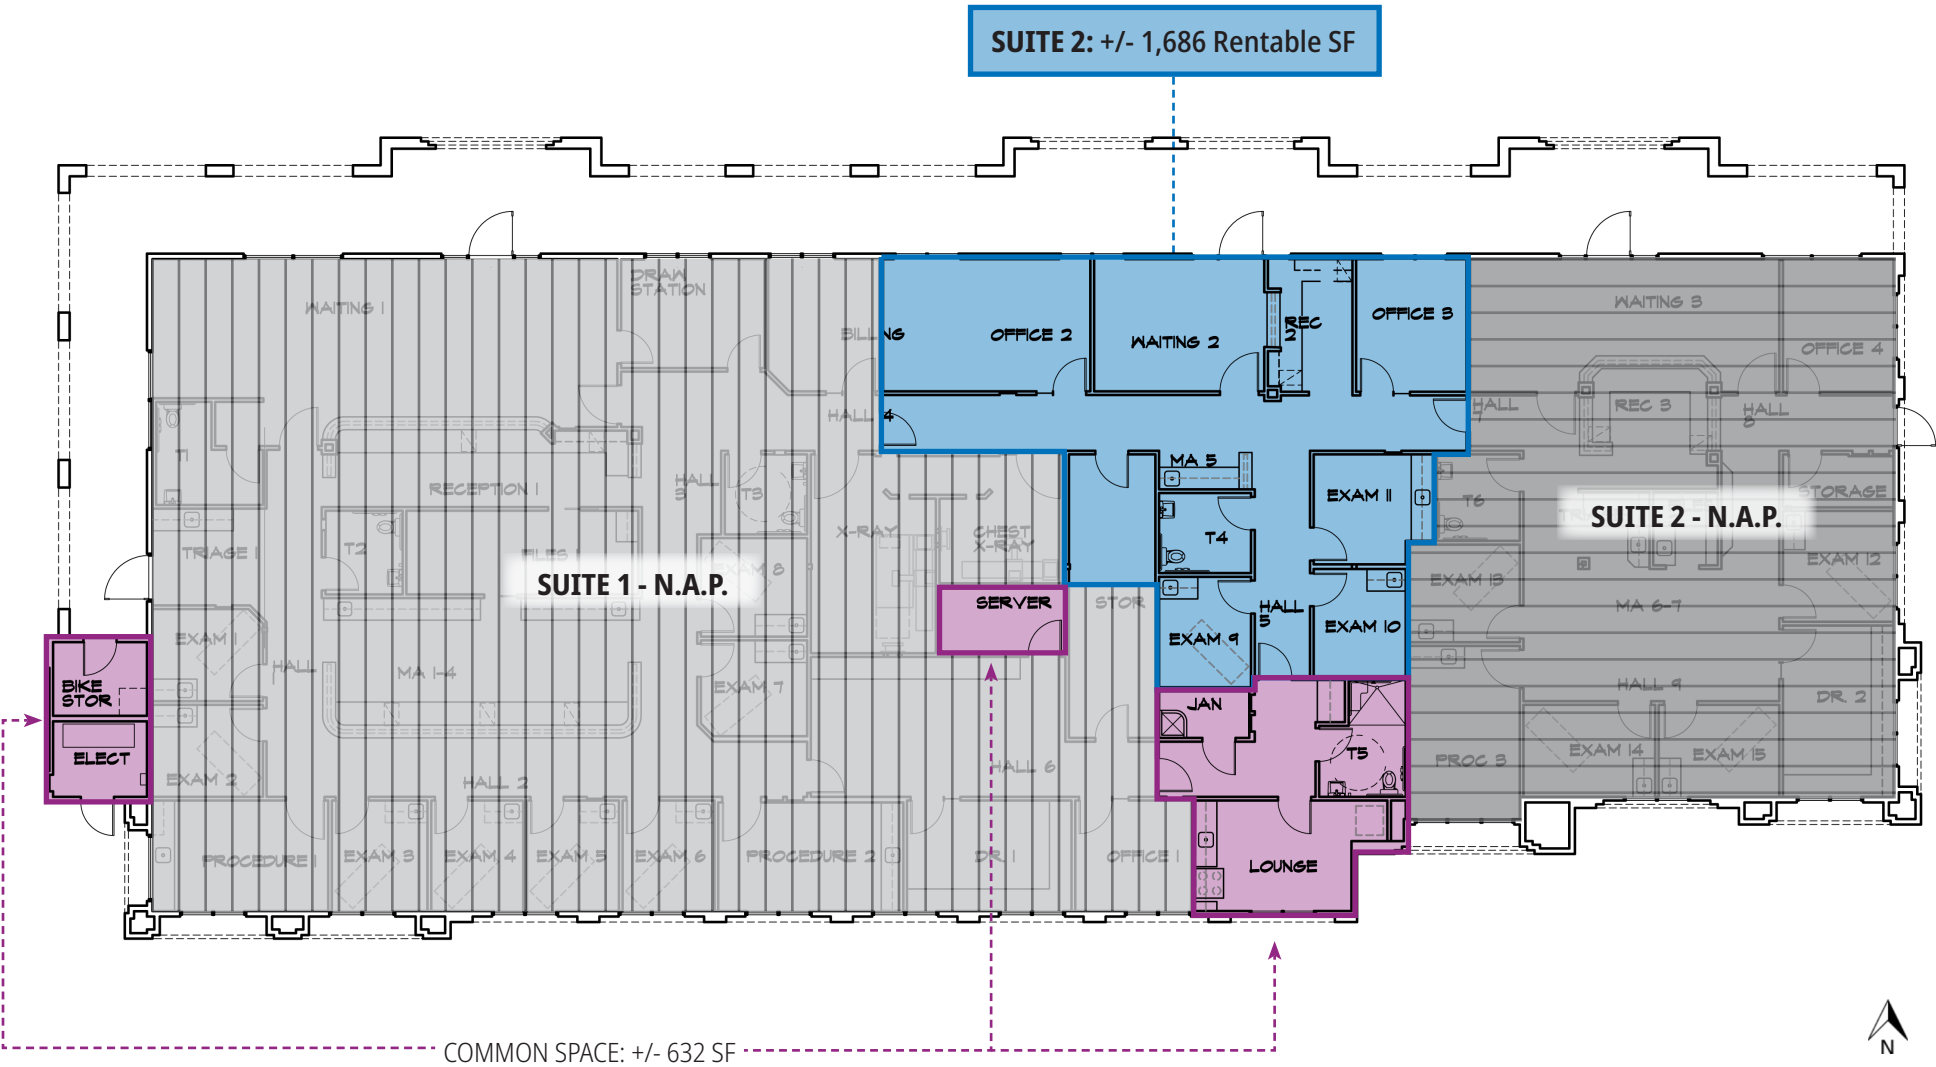 SUITE 2: +/- 1,686 Rentable SF
DRAW
STATION
WAITING 1
BILLING
OFFICE 2
WAITING 2
REC
2
OFFICE 3
WAITING 3
OFFICE 4
HALL 4
HALL
7
REC 3
HALL
8
T1
RECEPTION 1
HALL
3
T3
MA 5
EXAM 11
T6
STORAGE
SUITE 2 - N.A.P.
TRIAGE 1
T2
FILES 1
X-RAY
CHEST
X-RAY
T4
SUITE 1 - N.A.P.
EXAM 8
EXAM 13
EXAM 12
SERVER
STOR
HALL
5
MA 6-7
EXAM 1
EXAM 9
EXAM 10
HALL
1
MA 1-4
EXAM 7
BIKE
STOR
JAN
HALL 9
DR. 2
ELECT
T5
PROC 3
EXAM 14
EXAM 15
EXAM 2
HALL 2
HALL 6
PROCEDURE 1
EXAM 3
EXAM 4
EXAM 5
EXAM 6
PROCEDURE 2
DR. 1
OFFICE 1
LOUNGE
COMMON SPACE: +/- 632 SF
N